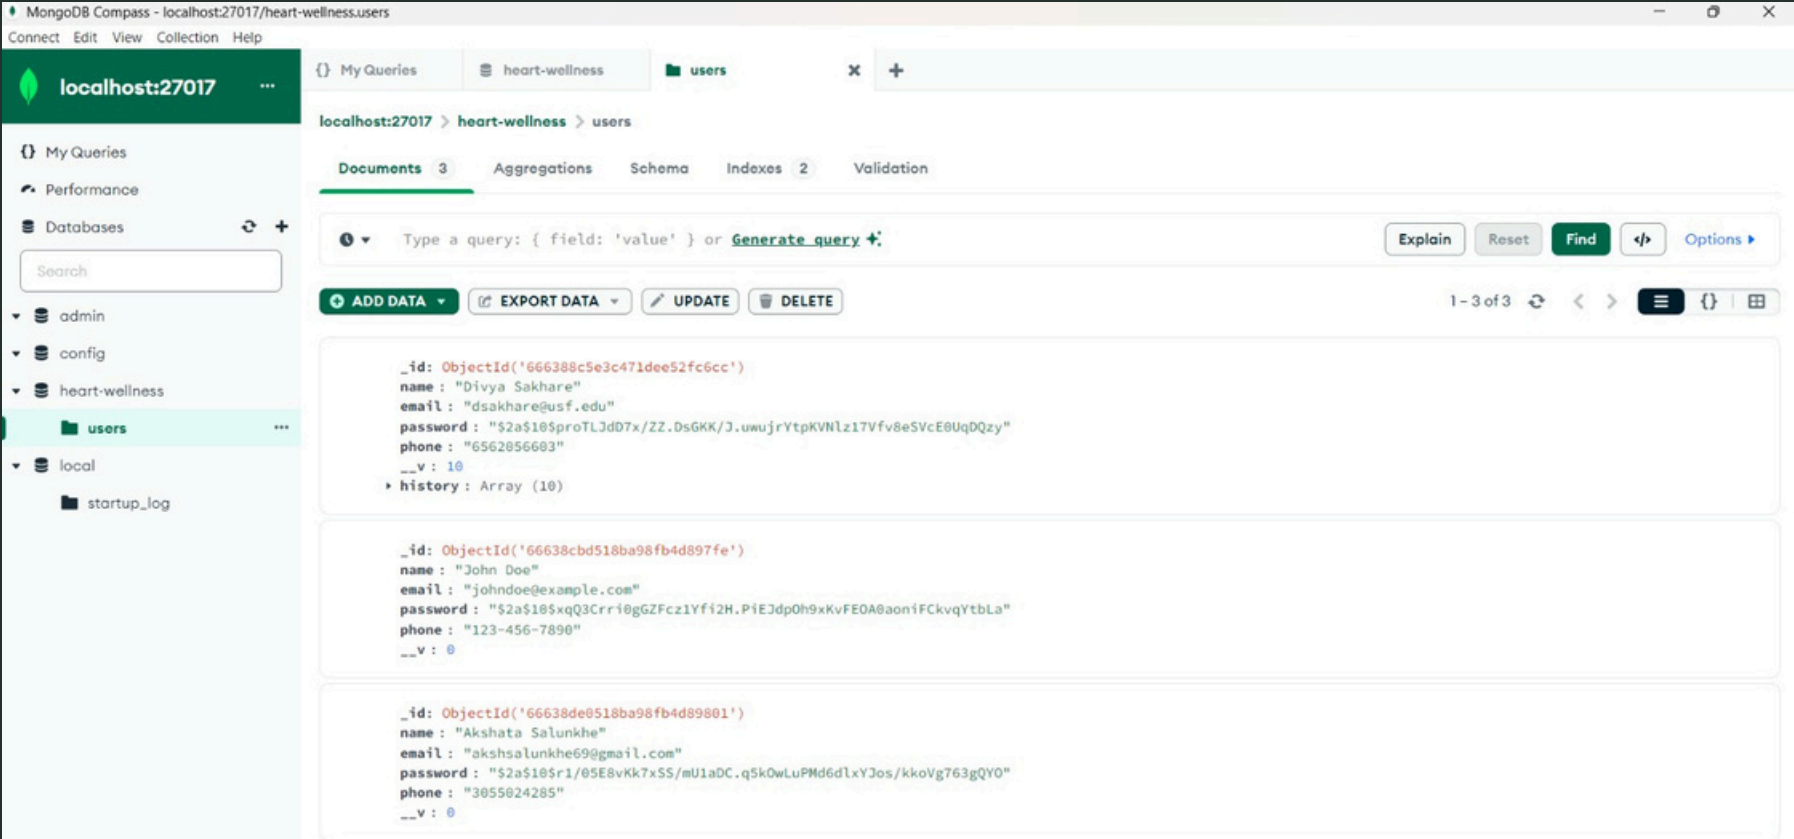 MongoDB Compass - localhost:27017/heart-wellness.users
Connect Edit View Collection Help
localhost:27017 ...
{} My Queries
heart-wellness
users
localhost:27017 > heart-wellness > users
My Queries
Performance
Databases
Search
admin
config
heart-wellness
users ...
local
startup_log
Documents 3 Aggregations Schema Indexes 2 Validation
Type a query: { field: 'value' } or Generate query
Explain Reset Find </> Options
ADD DATA EXPORT DATA UPDATE DELETE
1 – 3 of 3 {}
_id: ObjectId('666388c5e3c471dee52fc6cc')
name : "Divya Sakhare"
email : "dsakhare@usf.edu"
password : "$2a$10$proTLJdD7x/ZZ.DsGKK/J.uwujrYtpKVNlz17Vfv8eSVcE0UqDQzy"
phone : "6562056603"
__v : 10
history : Array (10)
_id: ObjectId('66638cbd518ba98fb4d897fe')
name : "John Doe"
email : "johndoe@example.com"
password : "$2a$10$xqQ3Crri0gGZFcz1Yfi2H.PiEJdpOh9xKvFEOA0aoniFCkvqYtbLa"
phone : "123-456-7890"
__v : 0
_id: ObjectId('66638de0518ba98fb4d89801')
name : "Akshata Salunkhe"
email : "akshsalunkhe69@gmail.com"
password : "$2a$10$r1/05E8vKk7xSS/mU1aDC.q5kOwLuPMd6dlxYJos/kkoVg763gQYO"
phone : "3055024285"
__v : 0